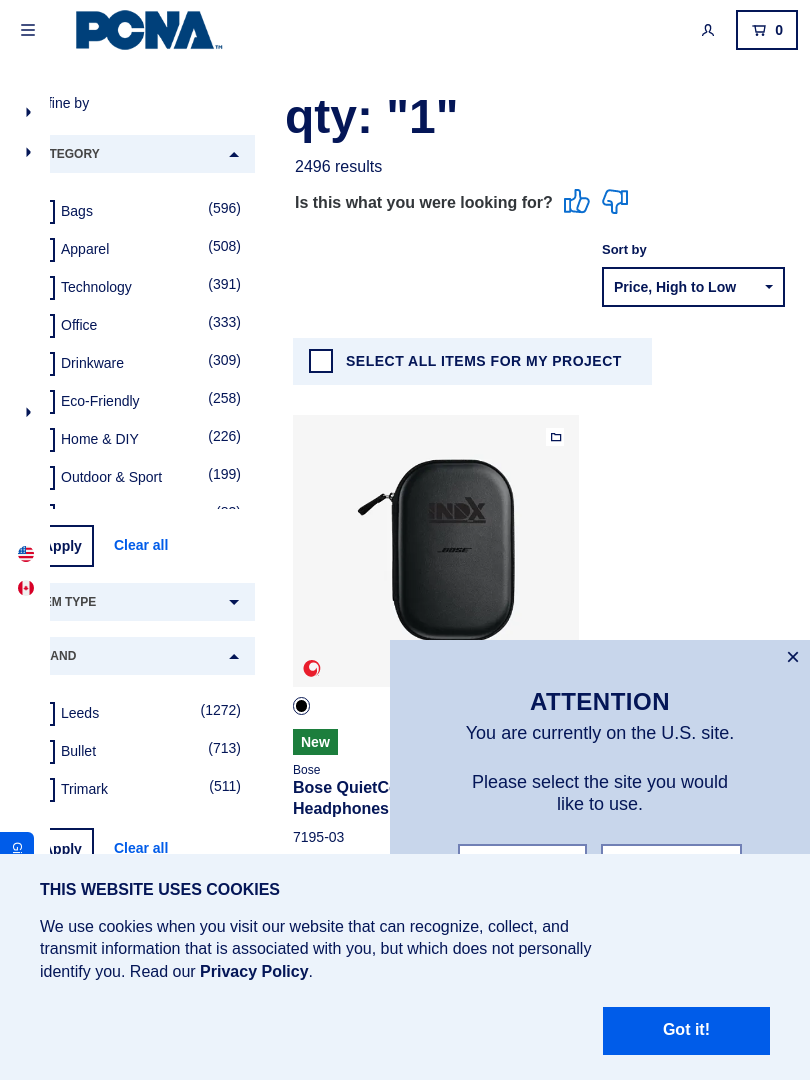 PCNA™
0
fine by
TEGORY
Bags (596)
Apparel (508)
Technology (391)
Office (333)
Drinkware (309)
Eco-Friendly (258)
Home & DIY (226)
Outdoor & Sport (199)
Apply
Clear all
EM TYPE
AND
Leeds (1272)
Bullet (713)
Trimark (511)
Apply
Clear all
Gi
qty: "1"
2496 results
Is this what you were looking for?
Sort by
Price, High to Low
SELECT ALL ITEMS FOR MY PROJECT
INDX
BOSE
New
Bose
Bose QuietC
Headphones
7195-03
×
ATTENTION
You are currently on the U.S. site.
Please select the site you would
like to use.
THIS WEBSITE USES COOKIES
We use cookies when you visit our website that can recognize, collect, and
transmit information that is associated with you, but which does not personally
identify you. Read our Privacy Policy.
Got it!